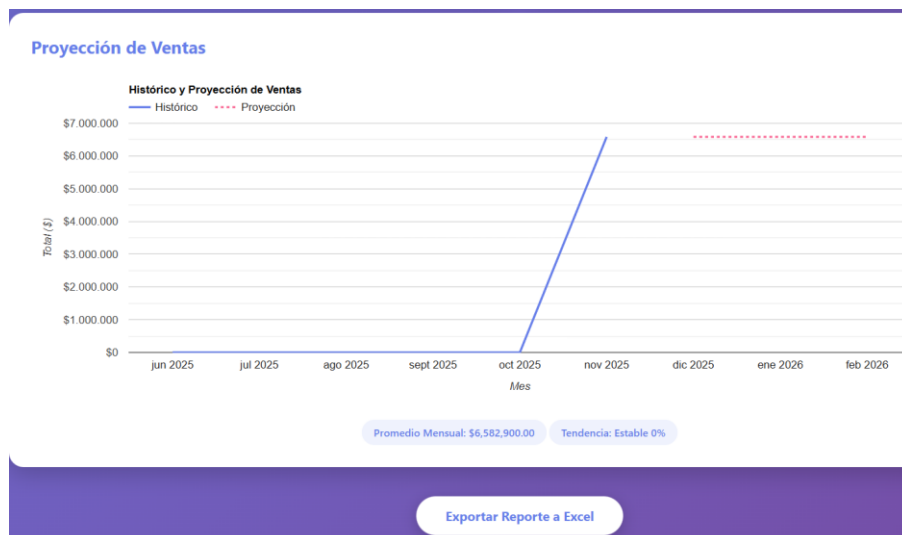 Proyección de Ventas
Histórico y Proyección de Ventas
Histórico Proyección
$7.000.000
$6.000.000
$5.000.000
$4.000.000
$3.000.000
$2.000.000
$1.000.000
$0
Total ($)
jun 2025 jul 2025 ago 2025 sept 2025 oct 2025 nov 2025 dic 2025 ene 2026 feb 2026
Mes
Promedio Mensual: $6,582,900.00 Tendencia: Estable 0%
Exportar Reporte a Excel